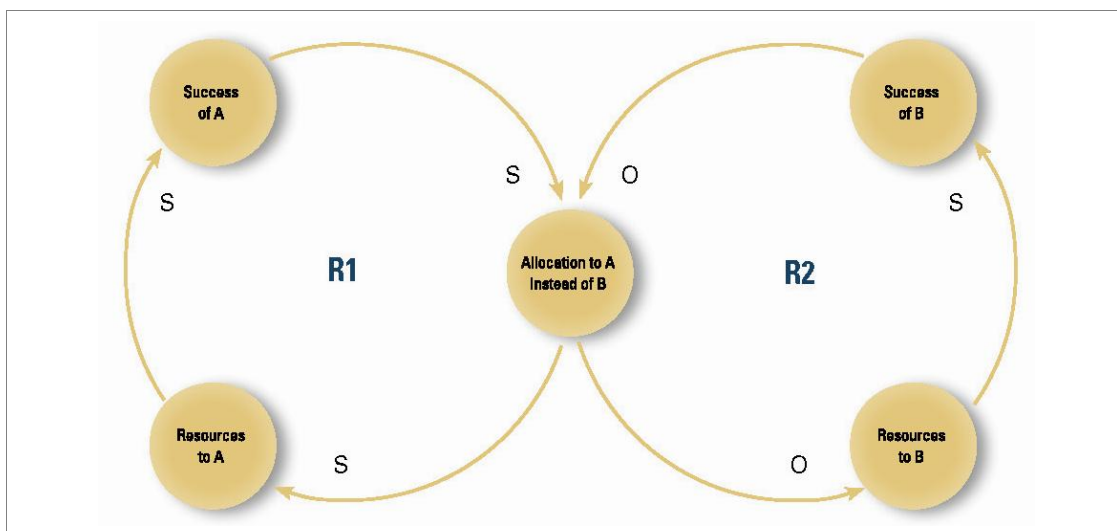 Success
of A
Success
of B
S
O
S
S
Allocation to A
Instead of B
R1
R2
Resources
to A
Resources
to B
S
O